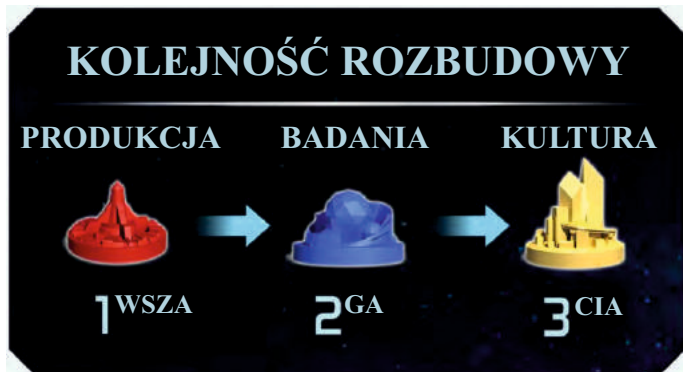 KOLEJNOŚĆ ROZBUDOWY
PRODUKCJA BADANIA KULTURA
1WSZA 2GA 3CIA